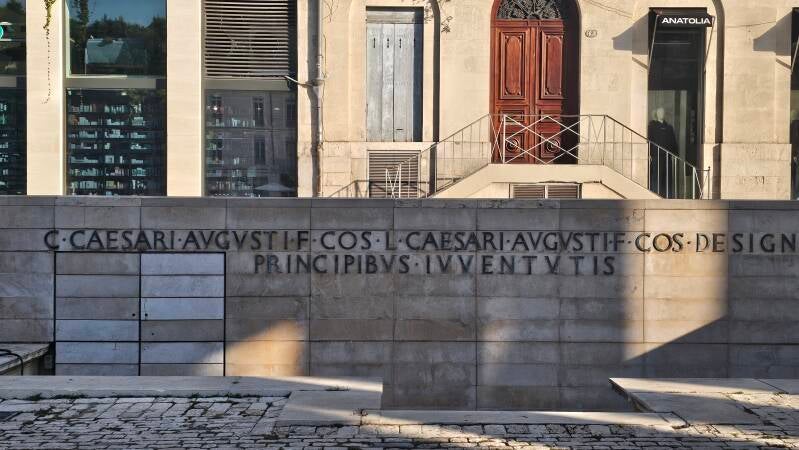 ANATOLIA
C·CAESARI·AVGVSTI·F·COS·L·CAESARI·AVGVSTI·F·COS·DESIGN
PRINCIPIBVS·IVVENTVTIS